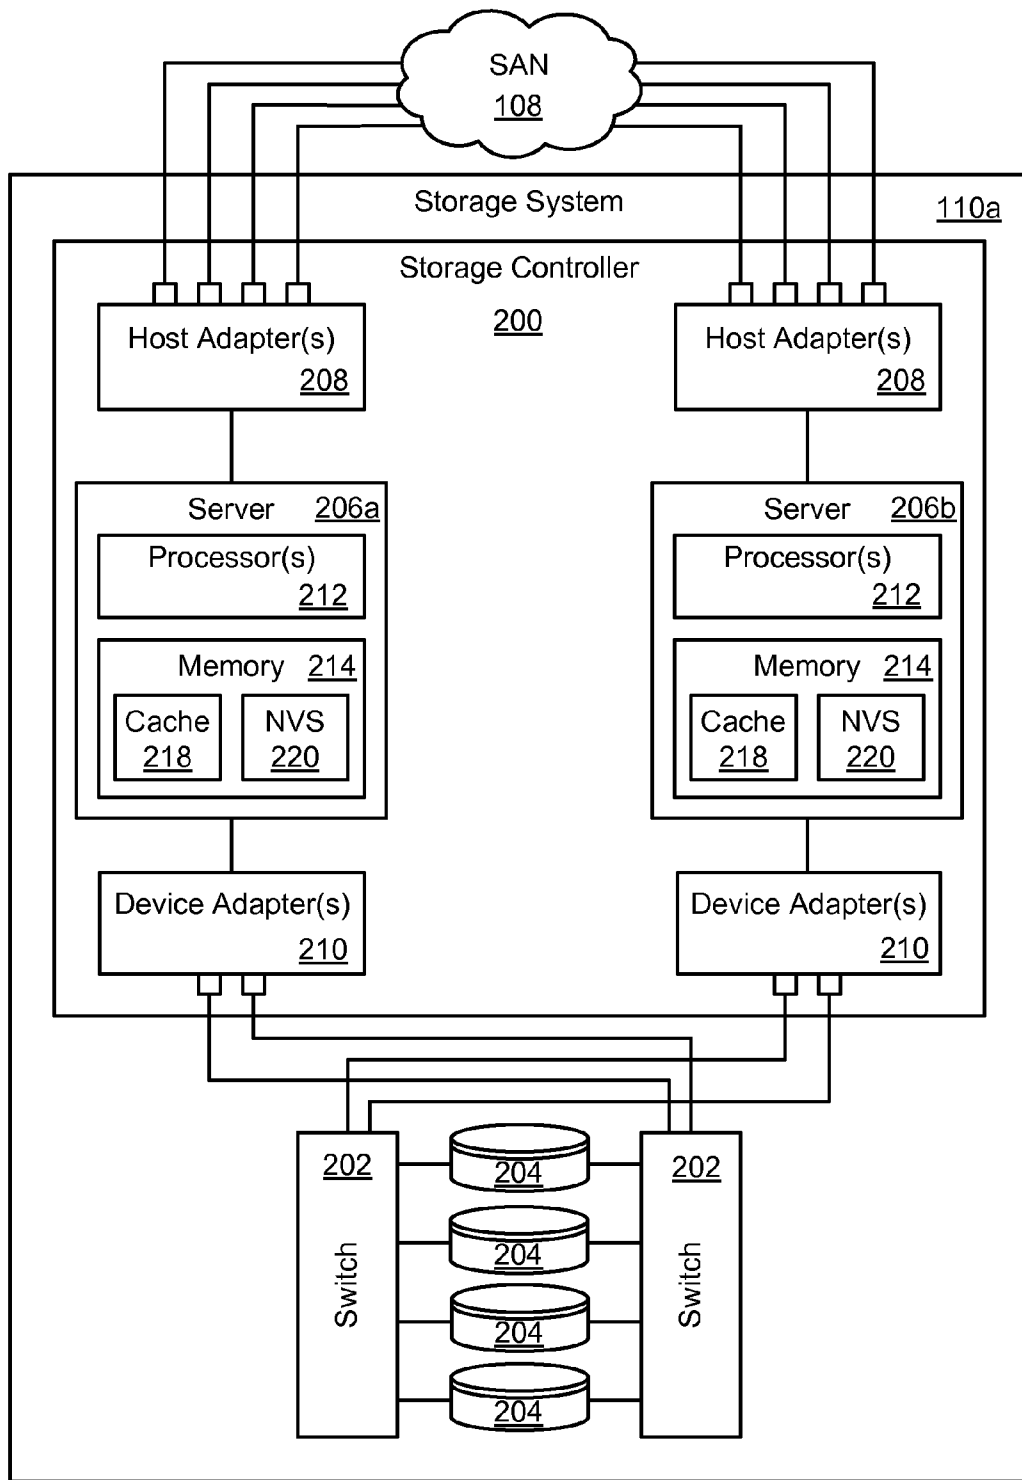 SAN
108
Storage System
110a
Storage Controller
200
Host Adapter(s)
208
Host Adapter(s)
208
Server 206a
Processor(s)
212
Memory 214
Cache
218
NVS
220
Server 206b
Processor(s)
212
Memory 214
Cache
218
NVS
220
Device Adapter(s)
210
Device Adapter(s)
210
202
Switch
204
204
204
204
202
Switch